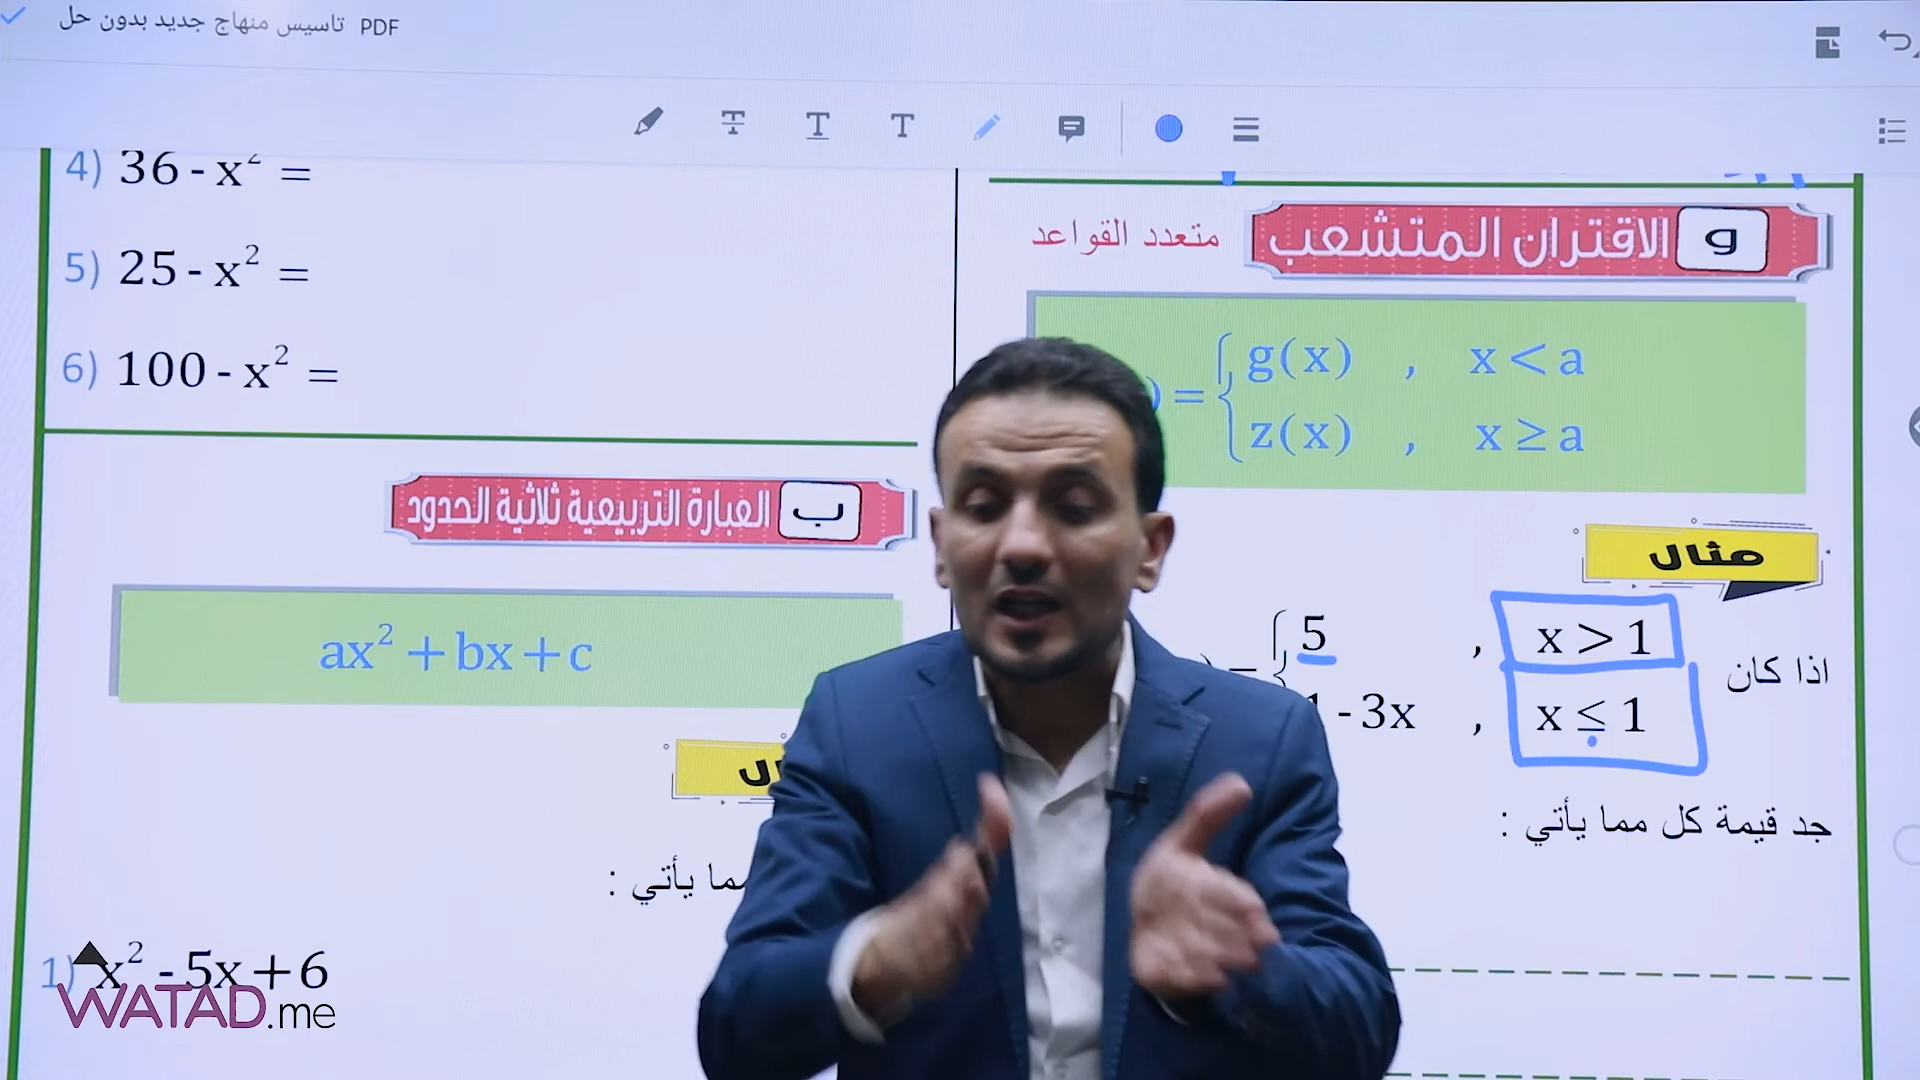 تاسيس منهاج جديد بدون حل PDF
T T T
4) 36 - x² =
5) 25 - x² =
6) 100 - x² =
ب العبارة التربيعية ثلاثية الحدود
ax² + bx + c
مما يأتي :
1) x² - 5x + 6
WATAD.me
و الاقتران المتشعب متعدد القواعد
) = { g(x) , x < a
z(x) , x ≥ a
مثال
اذا كان
) = { 5 , x > 1
- 3x , x ≤ 1
جد قيمة كل مما يأتي :